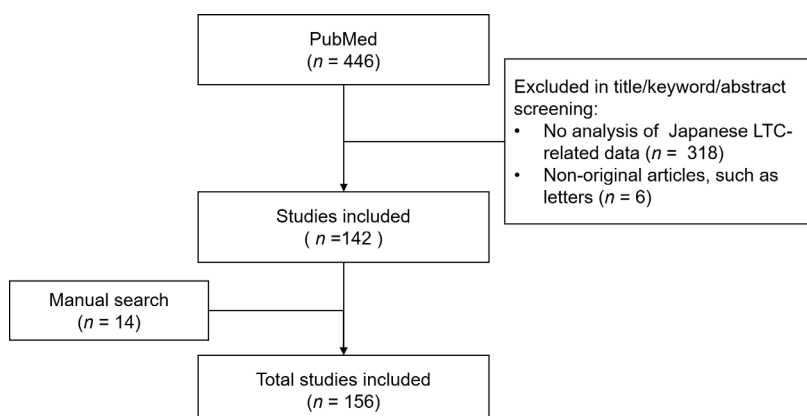 PubMed
(n = 446)
Excluded in title/keyword/abstract
screening:
• No analysis of Japanese LTC-
related data (n = 318)
• Non-original articles, such as
letters (n = 6)
Studies included
( n =142 )
Manual search
(n = 14)
Total studies included
(n = 156)